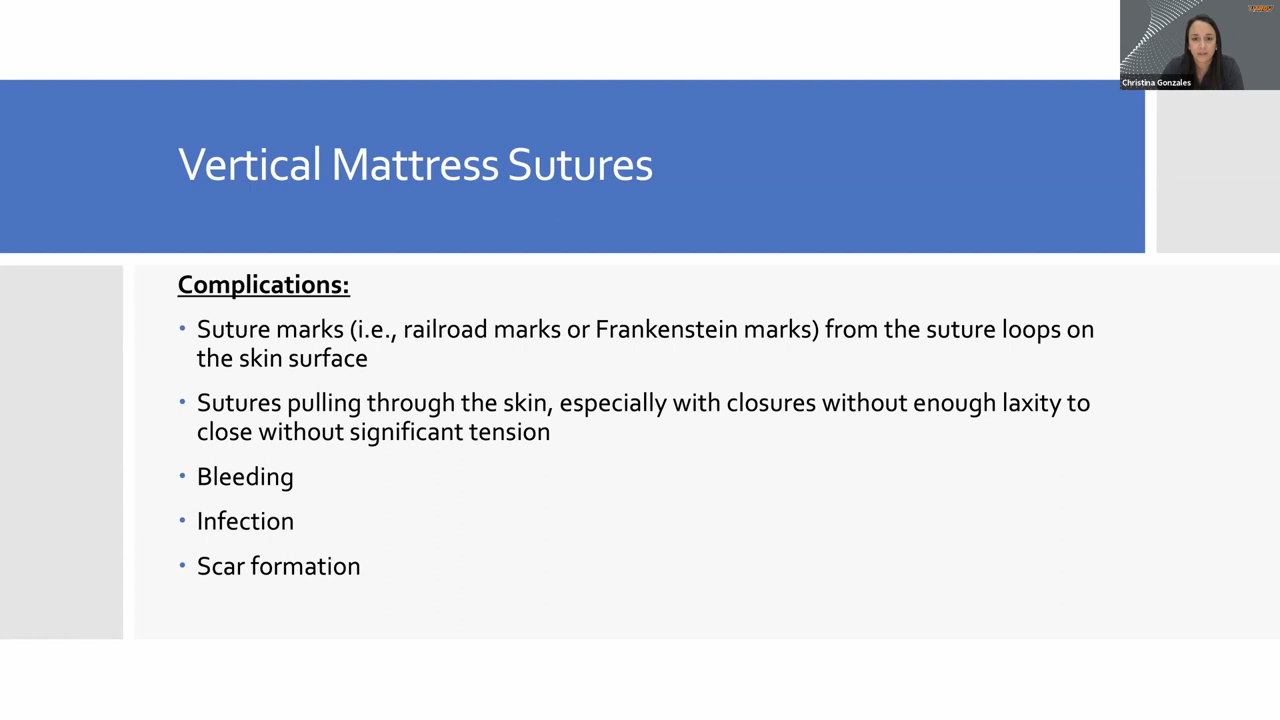 Christina Gonzales
Vertical Mattress Sutures
Complications:
• Suture marks (i.e., railroad marks or Frankenstein marks) from the suture loops on
the skin surface
• Sutures pulling through the skin, especially with closures without enough laxity to
close without significant tension
• Bleeding
• Infection
• Scar formation